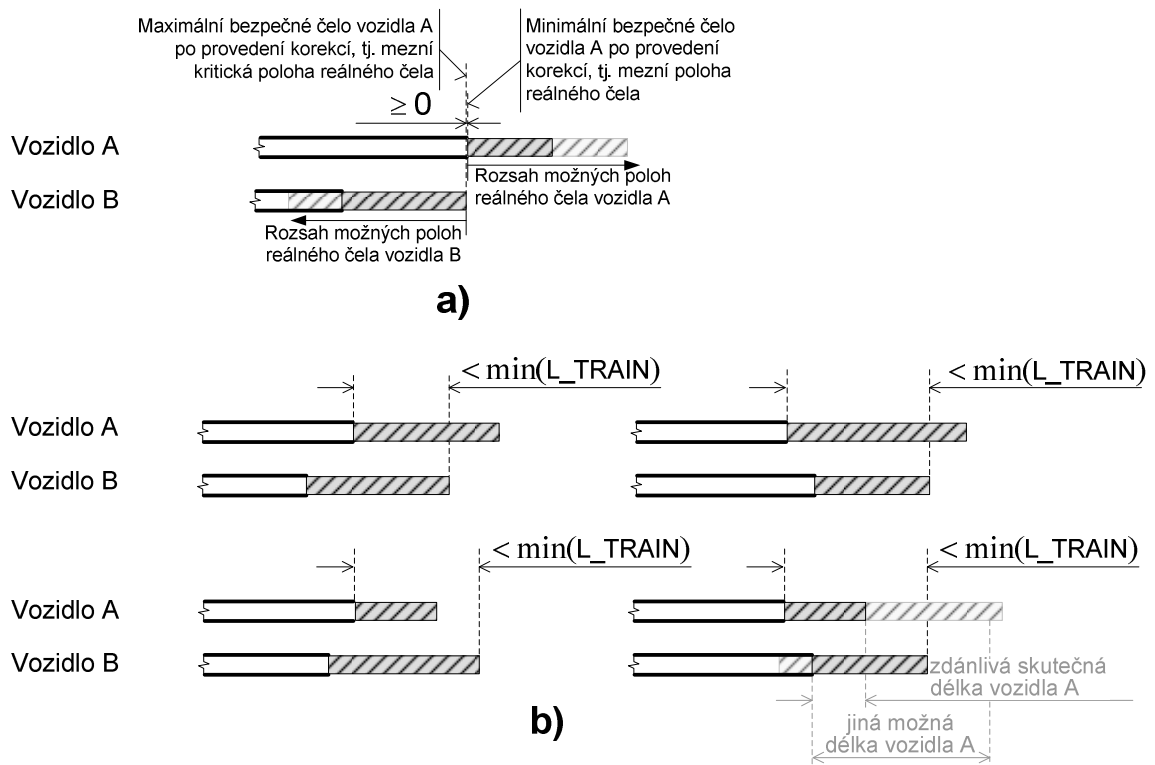 Maximální bezpečné čelo vozidla A
po provedení korekcí, tj. mezní
kritická poloha reálného čela
Minimální bezpečné čelo
vozidla A po provedení
korekcí, tj. mezní poloha
reálného čela
≥ 0
Vozidlo A
Rozsah možných poloh
reálného čela vozidla A
Vozidlo B
Rozsah možných poloh
reálného čela vozidla B
a)
< min(L_TRAIN)
< min(L_TRAIN)
Vozidlo A
Vozidlo B
< min(L_TRAIN)
< min(L_TRAIN)
Vozidlo A
Vozidlo B
zdánlivá skutečná
délka vozidla A
jiná možná
délka vozidla A
b)